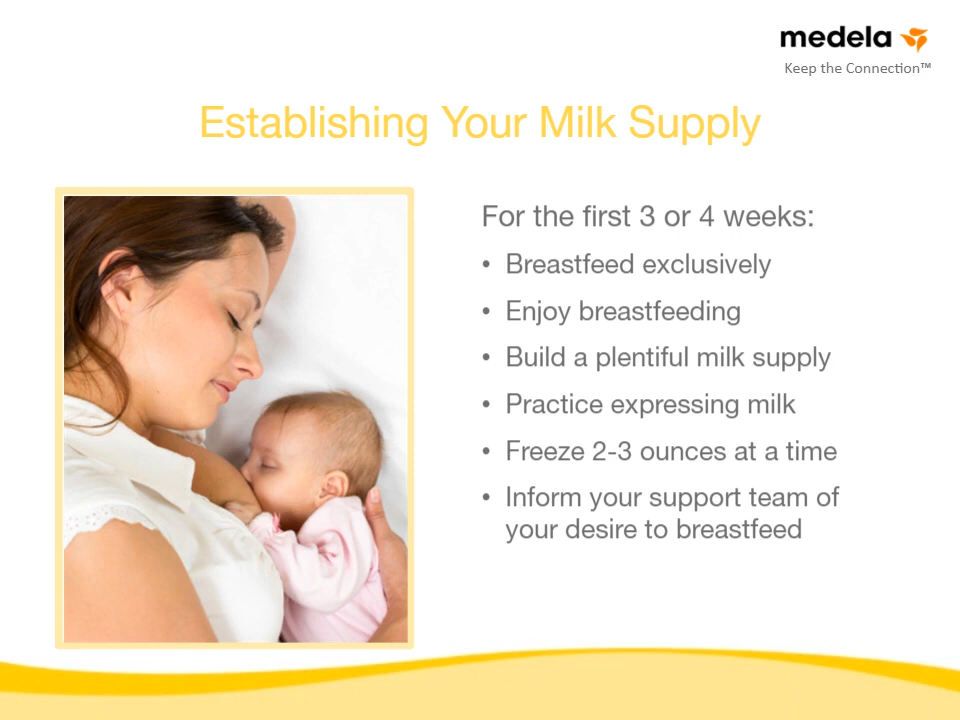 medela
Keep the Connection™
Establishing Your Milk Supply
For the first 3 or 4 weeks:
• Breastfeed exclusively
• Enjoy breastfeeding
• Build a plentiful milk supply
• Practice expressing milk
• Freeze 2-3 ounces at a time
• Inform your support team of
your desire to breastfeed